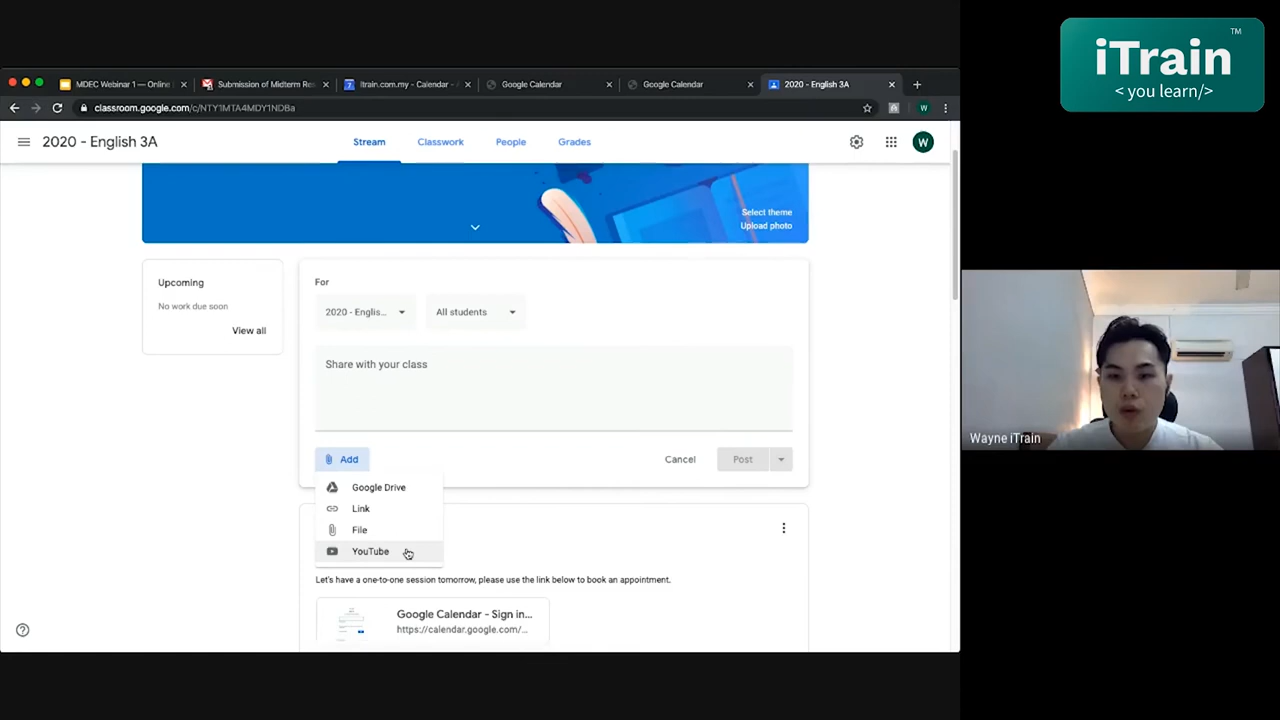 MDEC Webinar 1 — Online
Submission of Midterm Re
itrain.com.my - Calendar -
Google Calendar
Google Calendar
2020 - English 3A
classroom.google.com/c/NTY1MTA4MDY1NDBa
W
2020 - English 3A
Stream
Classwork
People
Grades
W
Select theme
Upload photo
Upcoming
No work due soon
View all
For
2020 - Englis...
All students
Share with your class
Add
Cancel
Post
Google Drive
Link
File
YouTube
Let's have a one-to-one session tomorrow, please use the link below to book an appointment.
Google Calendar - Sign in...
https://calendar.google.com/...
iTrain TM
< you learn/>
Wayne iTrain